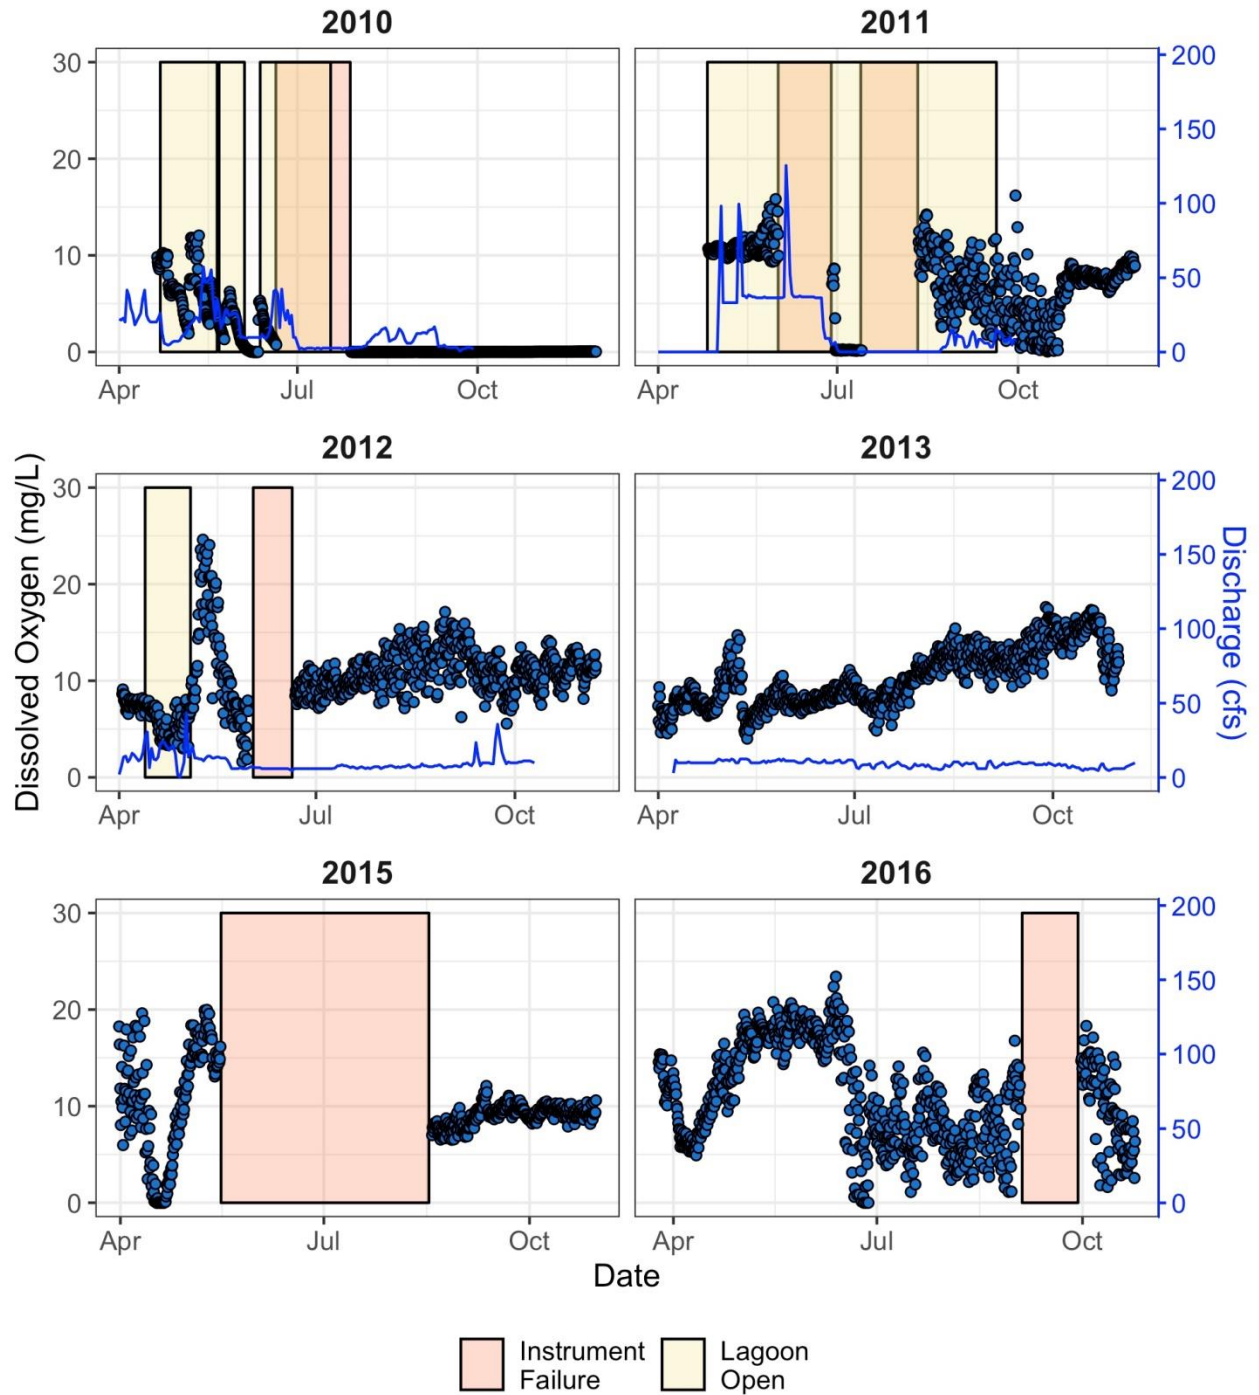 2010
2011
30
20
10
0
200
150
100
50
0
Apr
Jul
Oct
Apr
Jul
Oct
2012
2013
Dissolved Oxygen (mg/L)
30
20
10
0
200
150
100
50
0
Discharge (cfs)
Apr
Jul
Oct
Apr
Jul
Oct
2015
2016
30
20
10
0
200
150
100
50
0
Apr
Jul
Oct
Apr
Jul
Oct
Date
Instrument
Failure
Lagoon
Open